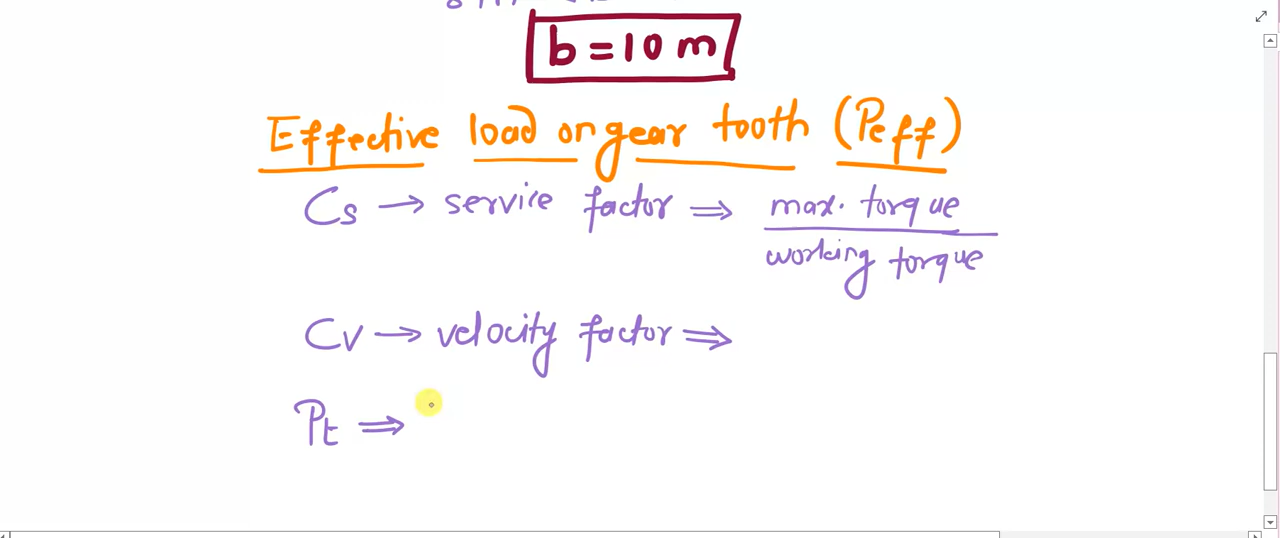 b = 10 m
Effective load on gear tooth (Peff)
Cs → service factor ⇒ max. torque
working torque
Cv → velocity factor ⇒
Pt ⇒